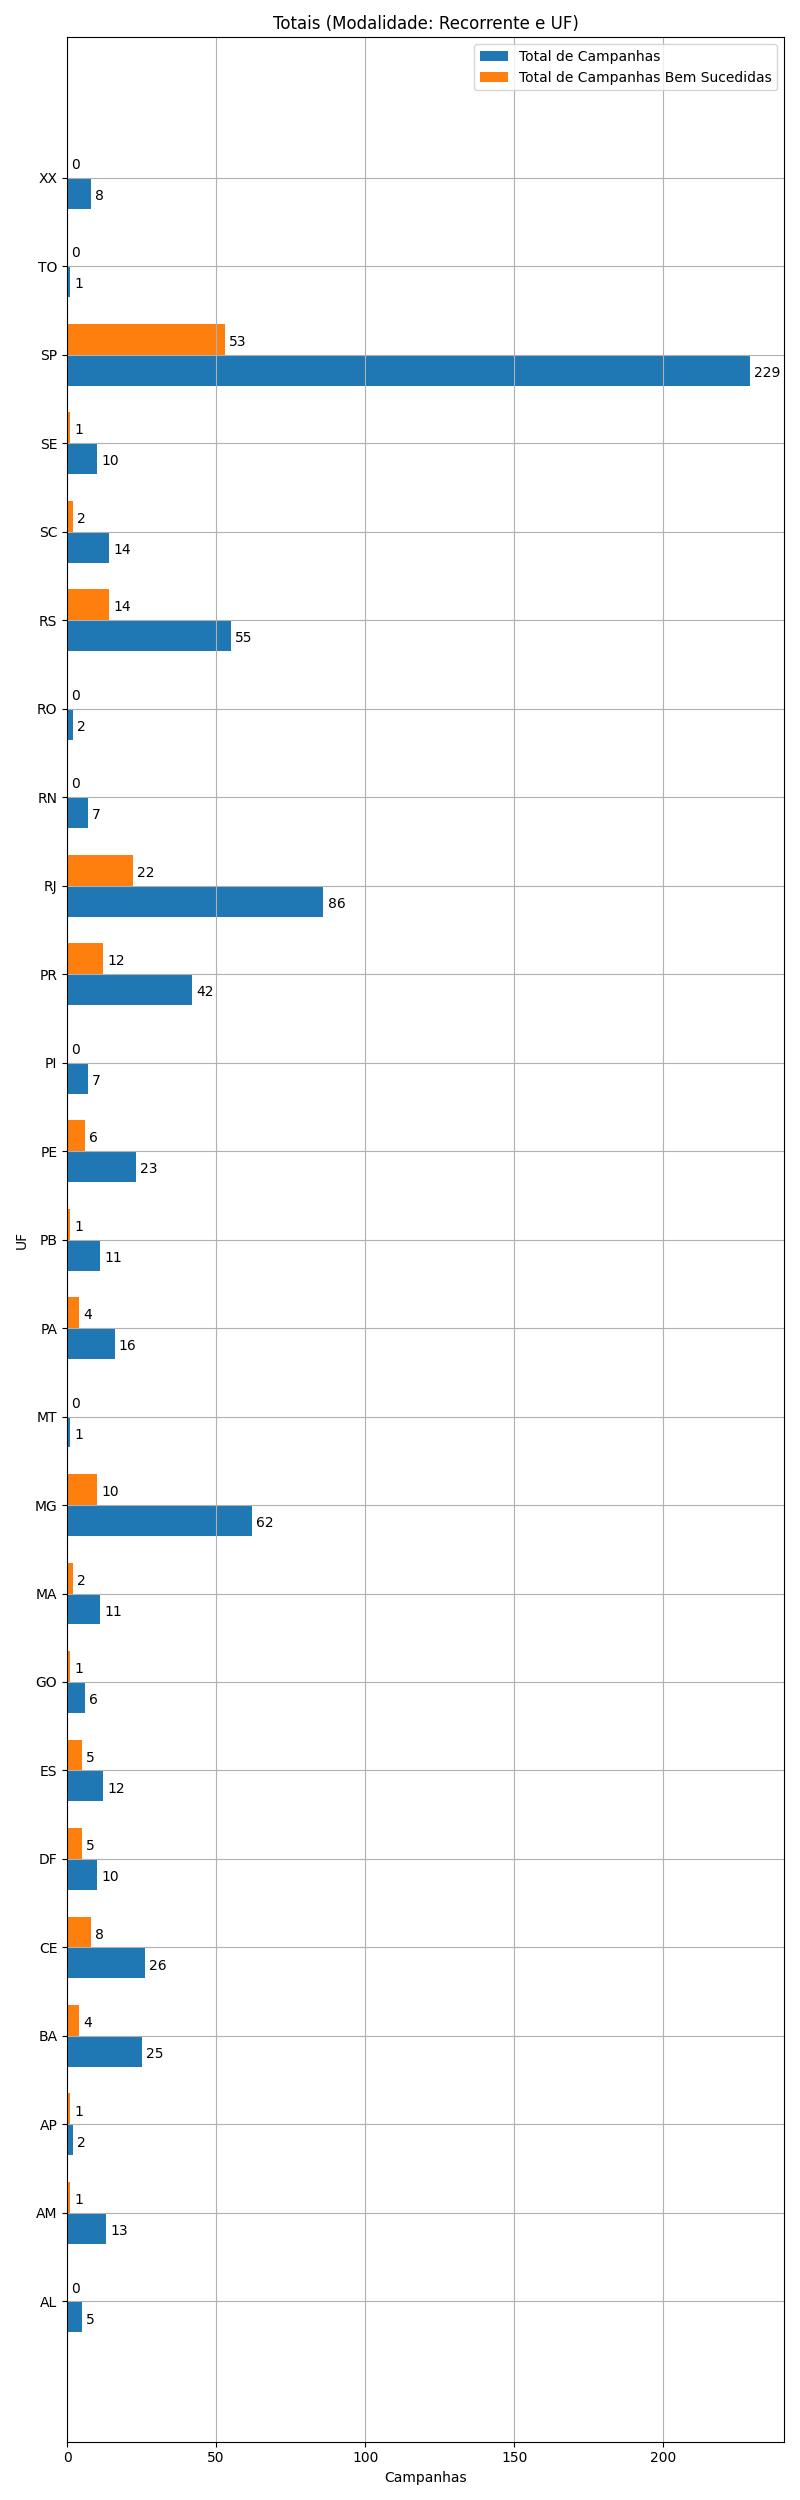 Totais (Modalidade: Recorrente e UF)
Total de Campanhas
Total de Campanhas Bem Sucedidas
0
XX
8
0
TO
1
53
SP
229
1
SE
10
2
SC
14
14
RS
55
0
RO
2
0
RN
7
22
RJ
86
12
PR
42
0
PI
7
6
PE
23
1
PB
11
4
PA
16
0
MT
1
10
MG
62
2
MA
11
1
GO
6
5
ES
12
5
DF
10
8
CE
26
4
BA
25
1
AP
2
1
AM
13
0
AL
5
UF
0 50 100 150 200
Campanhas